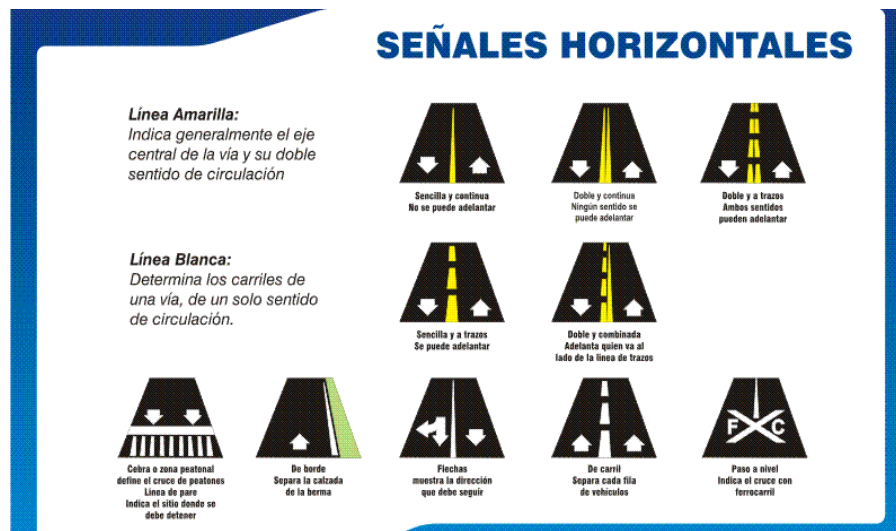 SEÑALES HORIZONTALES
Línea Amarilla:
Indica generalmente el eje
central de la vía y su doble
sentido de circulación
Sencilla y continua
No se puede adelantar
Doble y continua
Ningún sentido se
puede adelantar
Doble y a trazos
Ambos sentidos
pueden adelantar
Línea Blanca:
Determina los carriles de
una vía, de un solo sentido
de circulación.
Sencilla y a trazos
Se puede adelantar
Doble y combinada
Adelanta quien va al
lado de la linea de trazos
Cebra o zona peatonal
define el cruce de peatones
Linea de pare
Indica el sitio donde se
debe detener
De borde
Separa la calzada
de la berma
Flechas
muestra la dirección
que debe seguir
De carril
Separa cada fila
de vehículos
F C
Paso a nivel
Indica el cruce con
ferrocarril